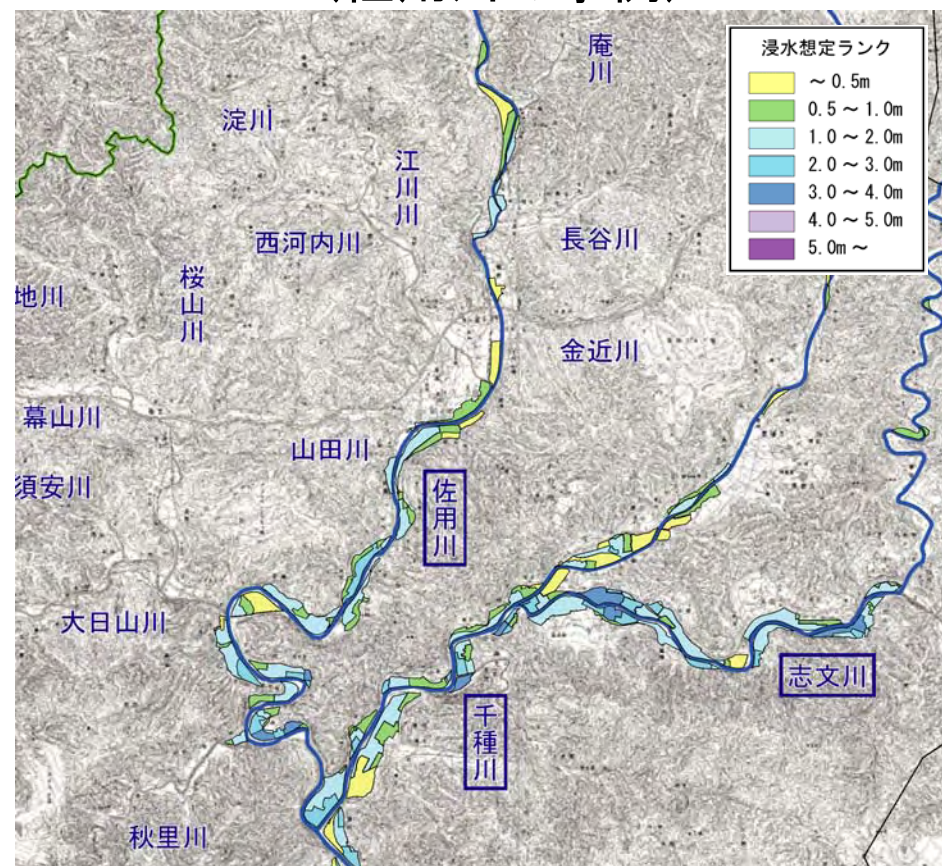 浸水想定ランク
～ 0.5m
0.5 ～ 1.0m
1.0 ～ 2.0m
2.0 ～ 3.0m
3.0 ～ 4.0m
4.0 ～ 5.0m
5.0m ～
庵川
淀川
江川川
西河内川
長谷川
桜山川
地川
金近川
幕山川
山田川
須安川
佐用川
大日山川
志文川
千種川
秋里川